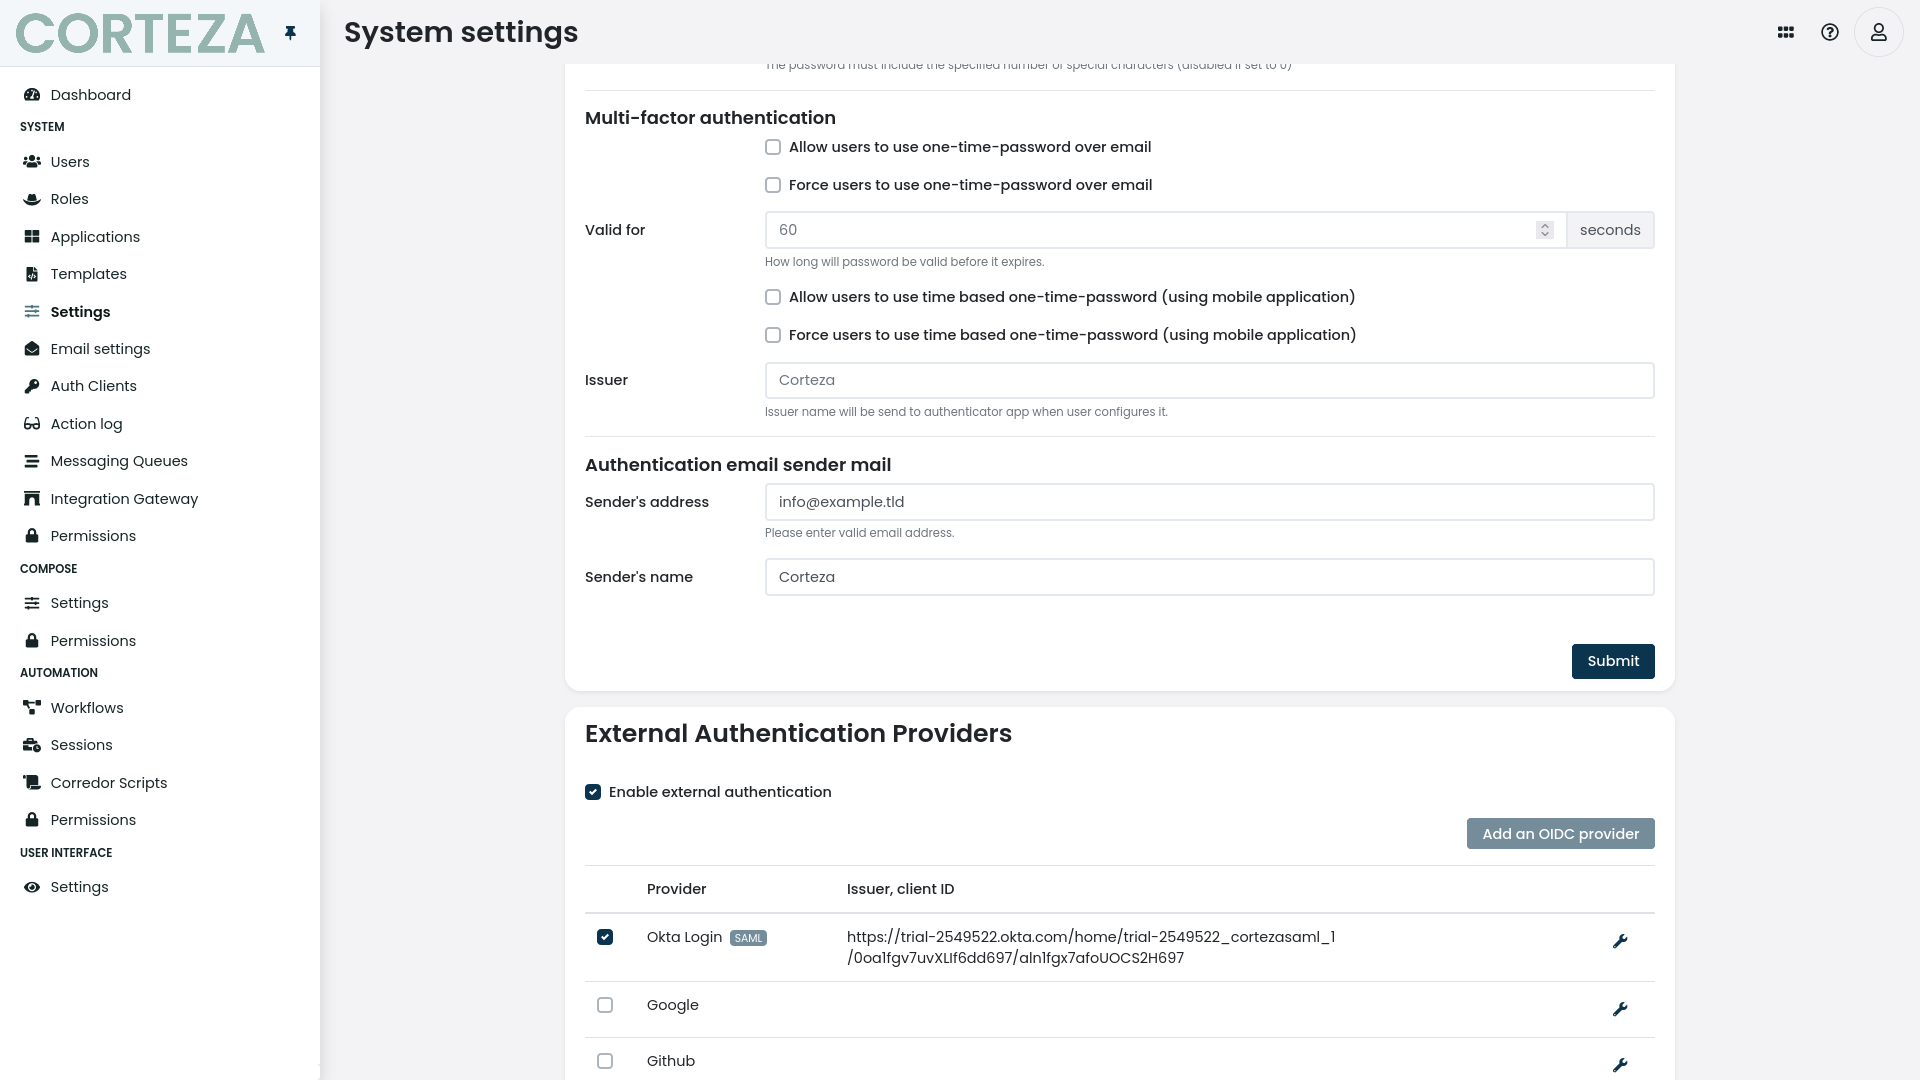 CORTEZA
System settings
Dashboard
SYSTEM
Users
Roles
Applications
Templates
Settings
Email settings
Auth Clients
Action log
Messaging Queues
Integration Gateway
Permissions
COMPOSE
Settings
Permissions
AUTOMATION
Workflows
Sessions
Corredor Scripts
Permissions
USER INTERFACE
Settings
The password must include the specified number of special characters (disabled if set to 0)
Multi-factor authentication
Allow users to use one-time-password over email
Force users to use one-time-password over email
Valid for
60
seconds
How long will password be valid before it expires.
Allow users to use time based one-time-password (using mobile application)
Force users to use time based one-time-password (using mobile application)
Issuer
Corteza
Issuer name will be send to authenticator app when user configures it.
Authentication email sender mail
Sender's address
info@example.tld
Please enter valid email address.
Sender's name
Corteza
Submit
External Authentication Providers
Enable external authentication
Add an OIDC provider
Provider
Issuer, client ID
Okta Login SAML
https://trial-2549522.okta.com/home/trial-2549522_cortezasaml_1
/0oa1fgv7uvXLIf6dd697/aln1fgx7afoUOCS2H697
Google
Github